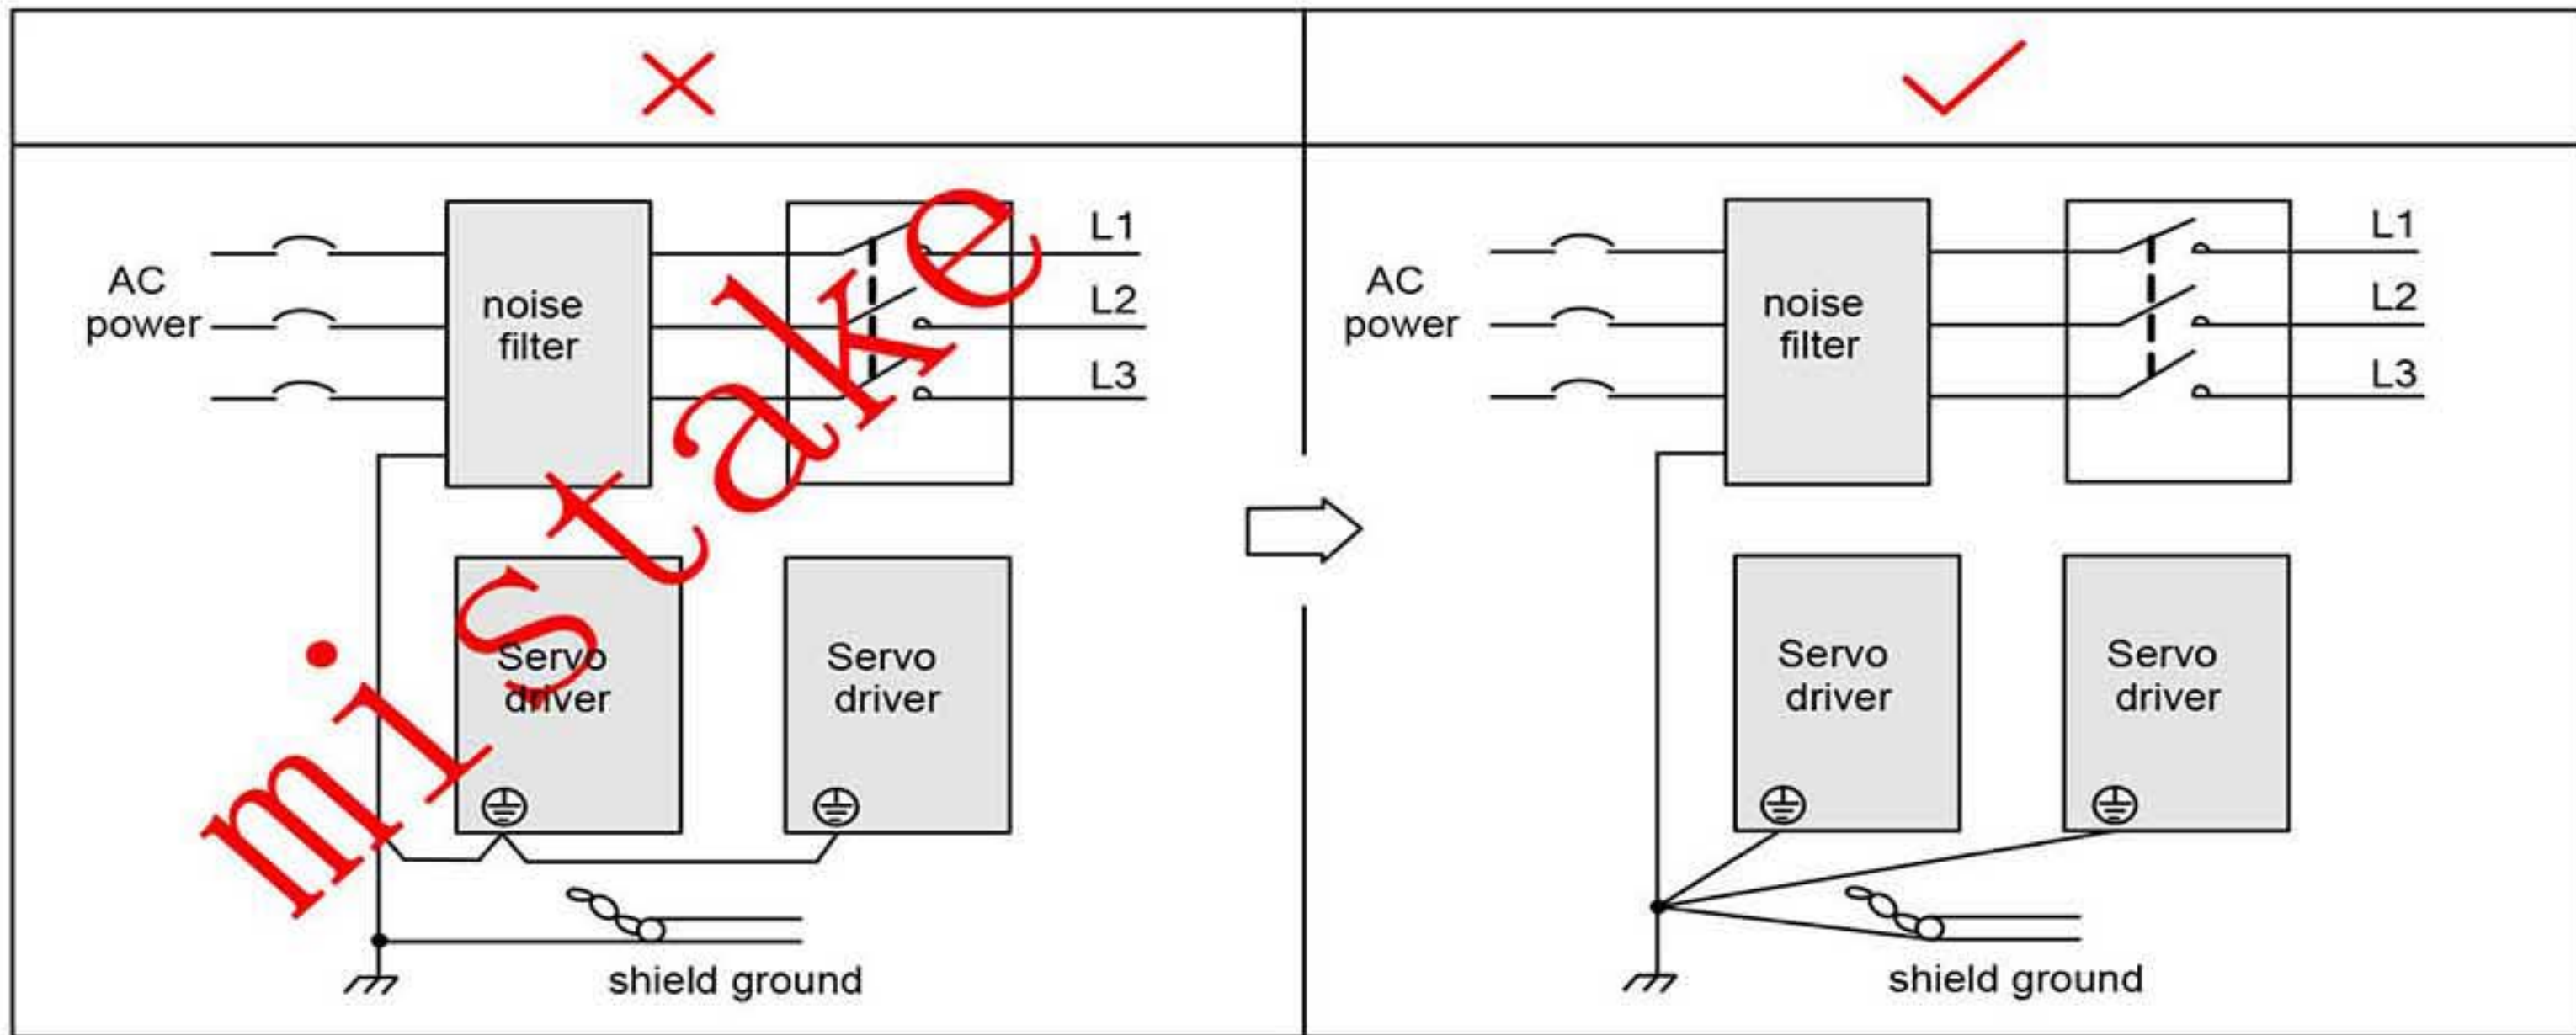 mistake
AC
power
noise
filter
L1
L2
L3
Servo
driver
Servo
driver
shield ground
AC
power
noise
filter
L1
L2
L3
Servo
driver
Servo
driver
shield ground